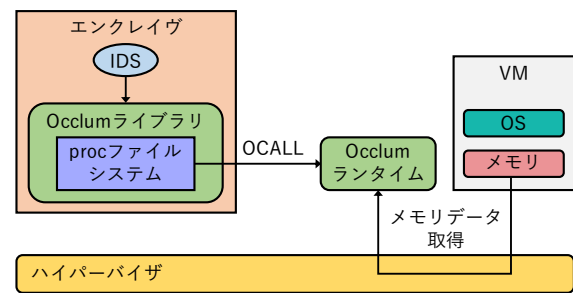 エンクレイヴ
IDS
Occlumライブラリ
procファイル
システム
OCALL
Occlum
ランタイム
VM
OS
メモリ
メモリデータ
取得
ハイパーバイザ